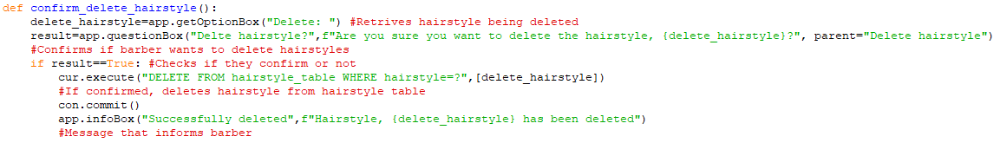 def confirm_delete_hairstyle():
    delete_hairstyle=app.getOptionBox("Delete: ") #Retrives hairstyle being deleted
    result=app.questionBox("Delte hairstyle?",f"Are you sure you want to delete the hairstyle, {delete_hairstyle}?", parent="Delete hairstyle")
    #Confirms if barber wants to delete hairstyles
    if result==True: #Checks if they confirm or not
        cur.execute("DELETE FROM hairstyle_table WHERE hairstyle=?",[delete_hairstyle])
        #If confirmed, deletes hairstyle from hairstyle table
        con.commit()
        app.infoBox("Successfully deleted",f"Hairstyle, {delete_hairstyle} has been deleted")
        #Message that informs barber